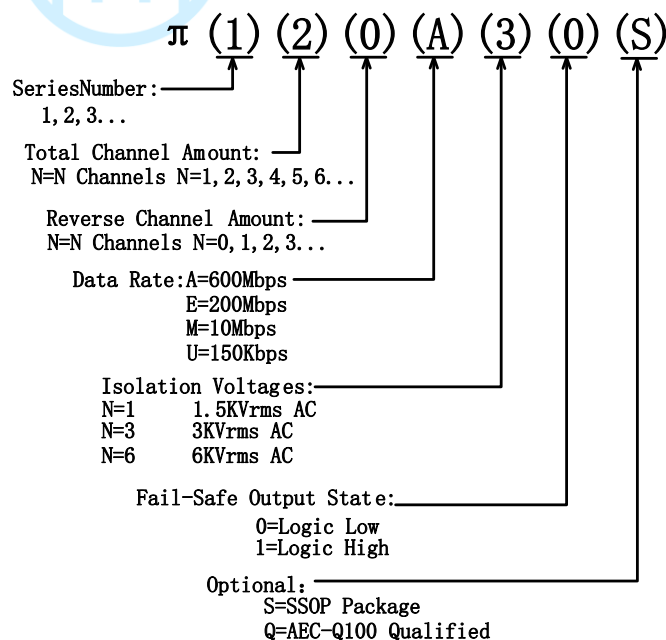 π (1) (2) (0) (A) (3) (0) (S)
SeriesNumber:
1,2,3...
Total Channel Amount:
N=N Channels N=1,2,3,4,5,6...
Reverse Channel Amount:
N=N Channels N=0,1,2,3...
Data Rate:A=600Mbps
E=200Mbps
M=10Mbps
U=150Kbps
Isolation Voltages:
N=1 1.5KVrms AC
N=3 3KVrms AC
N=6 6KVrms AC
Fail-Safe Output State:
0=Logic Low
1=Logic High
Optional:
S=SSOP Package
Q=AEC-Q100 Qualified